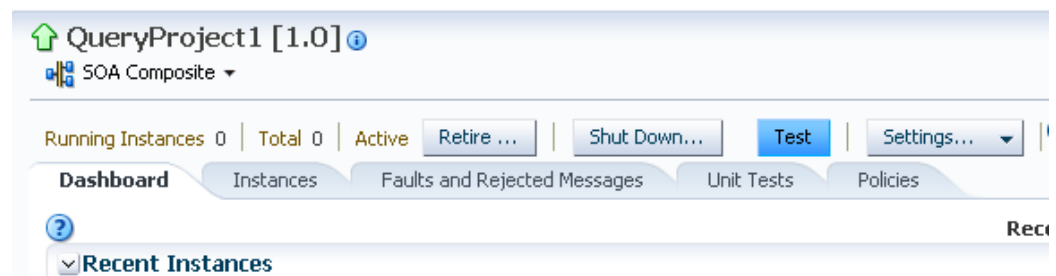 QueryProject1 [1.0]
SOA Composite
Running Instances 0 Total 0 Active Retire ... Shut Down... Test Settings...
Dashboard Instances Faults and Rejected Messages Unit Tests Policies
Rece
Recent Instances